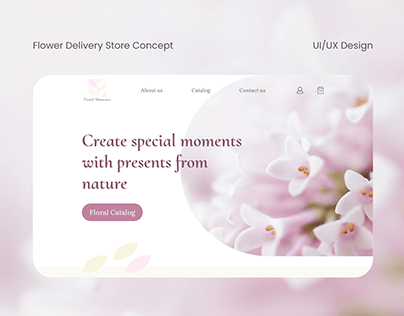 Flower Delivery Store Concept
UI/UX Design
Floral Moments
About us
Catalog
Contact us
Create special moments
with presents from
nature
Floral Catalog